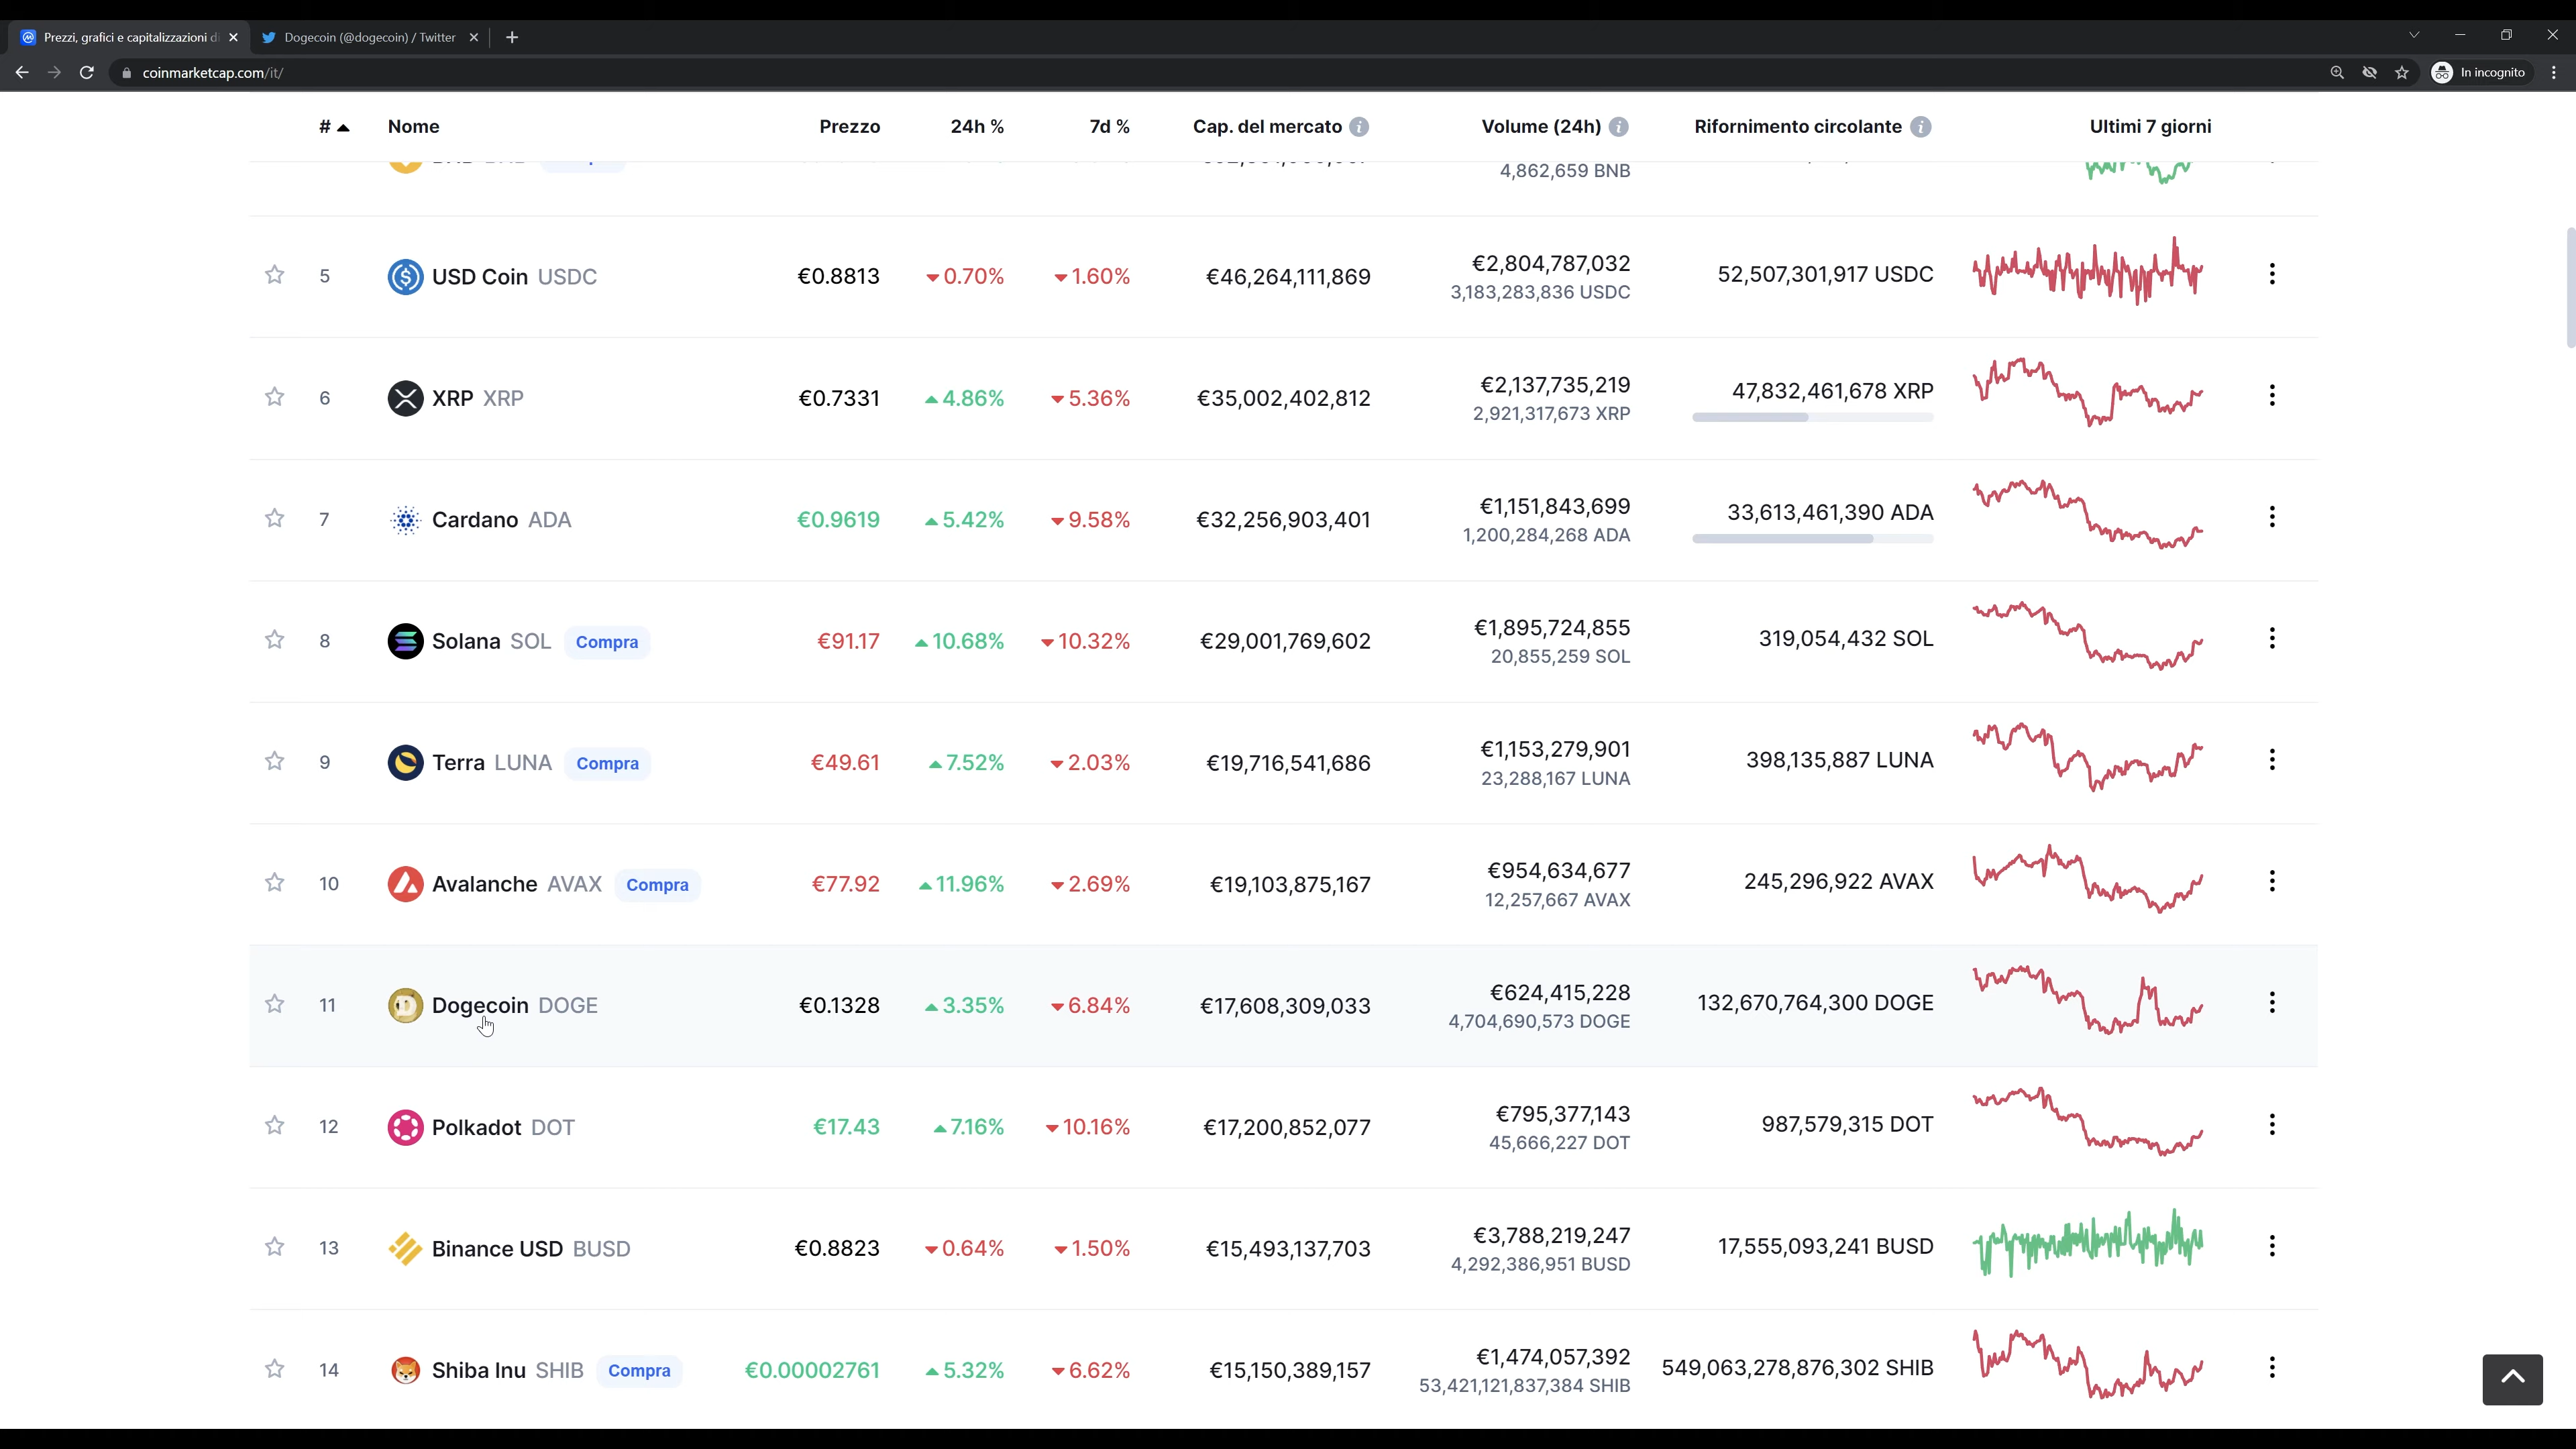 Prezzi, grafici e capitalizzazioni di
Dogecoin (@dogecoin) / Twitter
coinmarketcap.com/it/
In incognito
# Nome Prezzo 24h % 7d % Cap. del mercato Volume (24h) Rifornimento circolante Ultimi 7 giorni
4,862,659 BNB
5 USD Coin USDC €0.8813 0.70% 1.60% €46,264,111,869 €2,804,787,032 52,507,301,917 USDC
3,183,283,836 USDC
6 XRP XRP €0.7331 4.86% 5.36% €35,002,402,812 €2,137,735,219 47,832,461,678 XRP
2,921,317,673 XRP
7 Cardano ADA €0.9619 5.42% 9.58% €32,256,903,401 €1,151,843,699 33,613,461,390 ADA
1,200,284,268 ADA
8 Solana SOL Compra €91.17 10.68% 10.32% €29,001,769,602 €1,895,724,855 319,054,432 SOL
20,855,259 SOL
9 Terra LUNA Compra €49.61 7.52% 2.03% €19,716,541,686 €1,153,279,901 398,135,887 LUNA
23,288,167 LUNA
10 Avalanche AVAX Compra €77.92 11.96% 2.69% €19,103,875,167 €954,634,677 245,296,922 AVAX
12,257,667 AVAX
11 Dogecoin DOGE €0.1328 3.35% 6.84% €17,608,309,033 €624,415,228 132,670,764,300 DOGE
4,704,690,573 DOGE
12 Polkadot DOT €17.43 7.16% 10.16% €17,200,852,077 €795,377,143 987,579,315 DOT
45,666,227 DOT
13 Binance USD BUSD €0.8823 0.64% 1.50% €15,493,137,703 €3,788,219,247 17,555,093,241 BUSD
4,292,386,951 BUSD
14 Shiba Inu SHIB Compra €0.00002761 5.32% 6.62% €15,150,389,157 €1,474,057,392 549,063,278,876,302 SHIB
53,421,121,837,384 SHIB